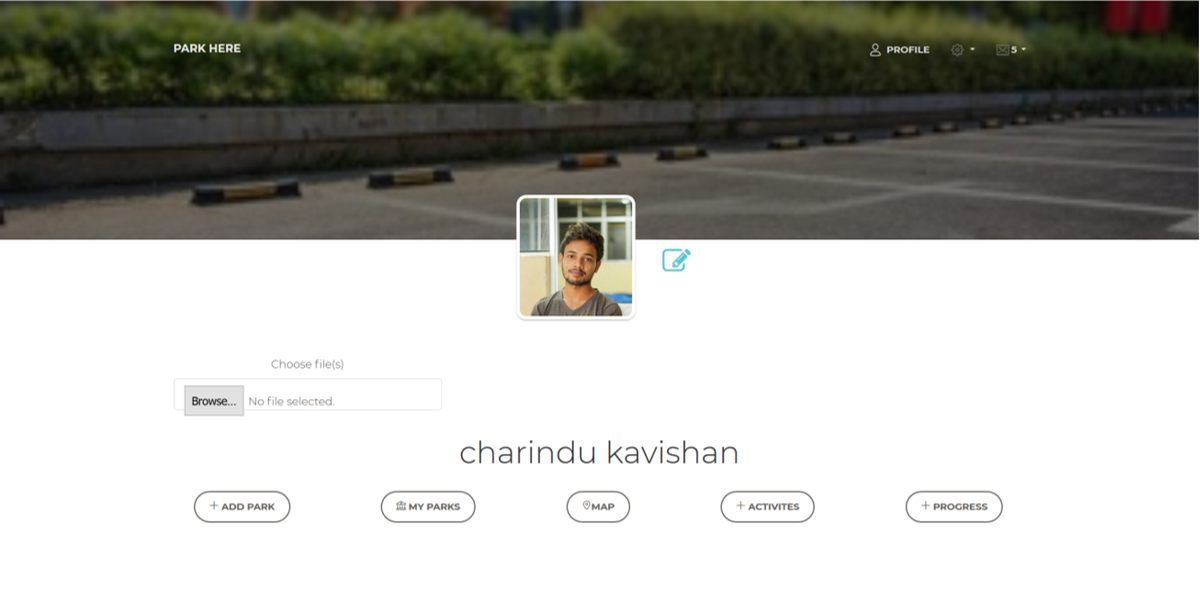 PARK HERE
PROFILE
5
Choose file(s)
Browse... No file selected.
charindu kavishan
+ ADD PARK
MY PARKS
MAP
+ ACTIVITES
+ PROGRESS